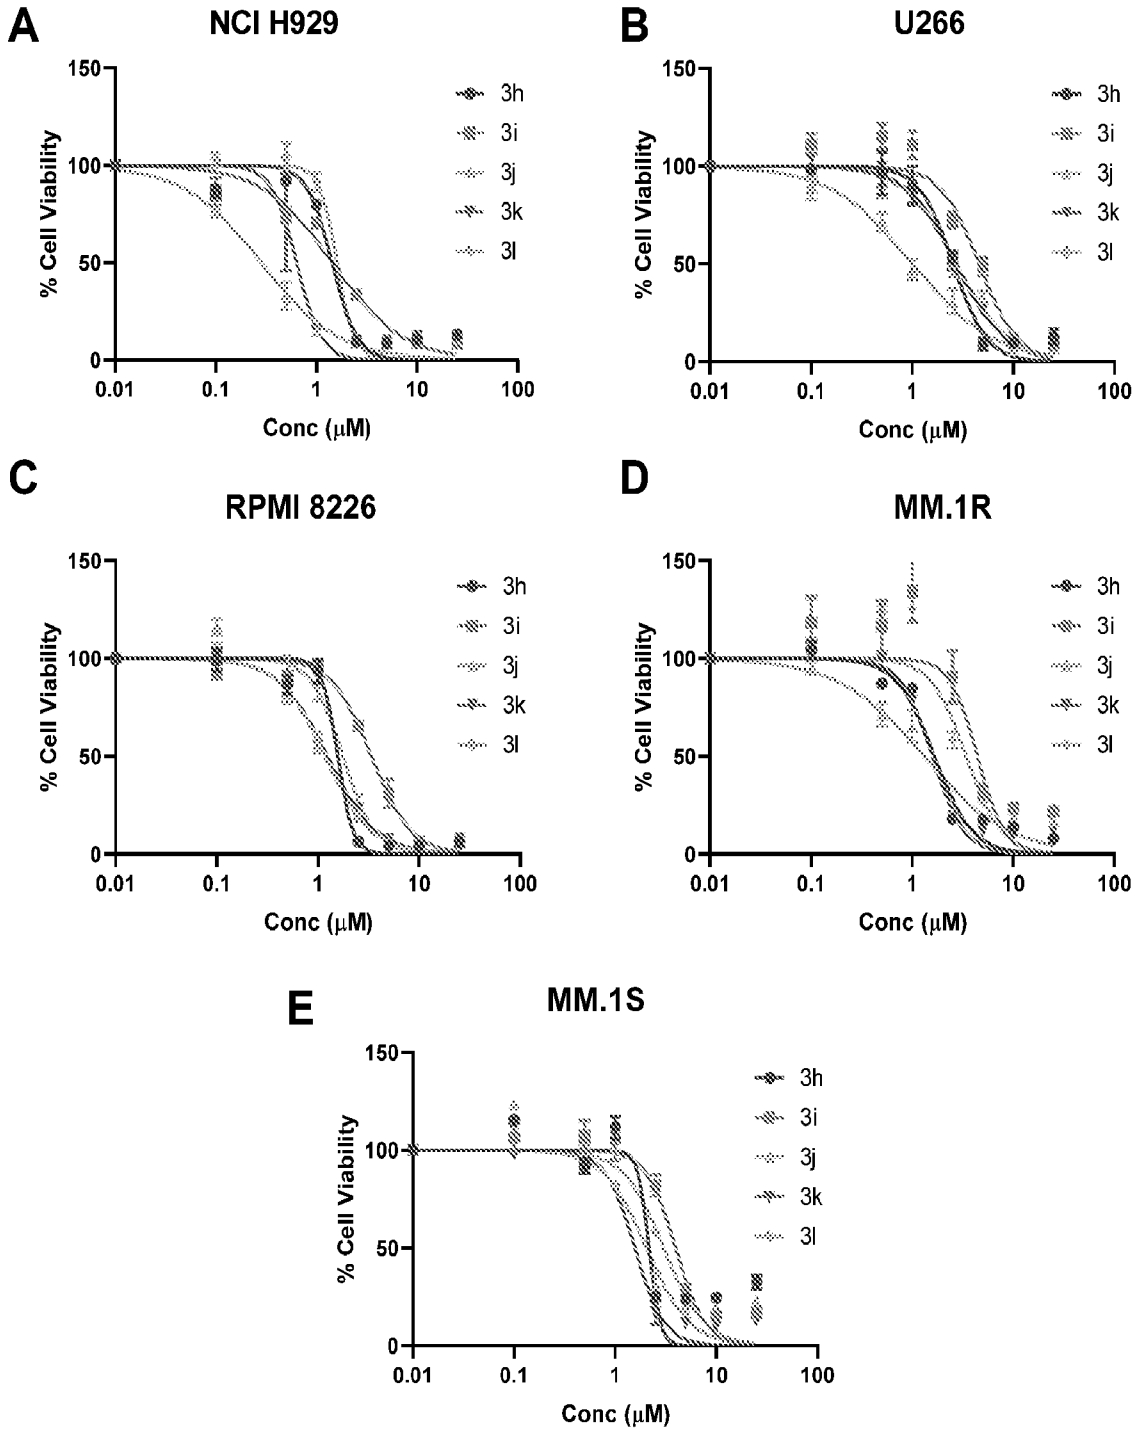 A
NCI H929
150
100
50
0
% Cell Viability
0.01 0.1 1 10 100
Conc (μM)
3h
3i
3j
3k
3l
B
U266
150
100
50
0
% Cell Viability
0.01 0.1 1 10 100
Conc (μM)
3h
3i
3j
3k
3l
C
RPMI 8226
150
100
50
0
% Cell Viability
0.01 0.1 1 10 100
Conc (μM)
3h
3i
3j
3k
3l
D
MM.1R
150
100
50
0
% Cell Viability
0.01 0.1 1 10 100
Conc (μM)
3h
3i
3j
3k
3l
E
MM.1S
150
100
50
0
% Cell Viability
0.01 0.1 1 10 100
Conc (μM)
3h
3i
3j
3k
3l